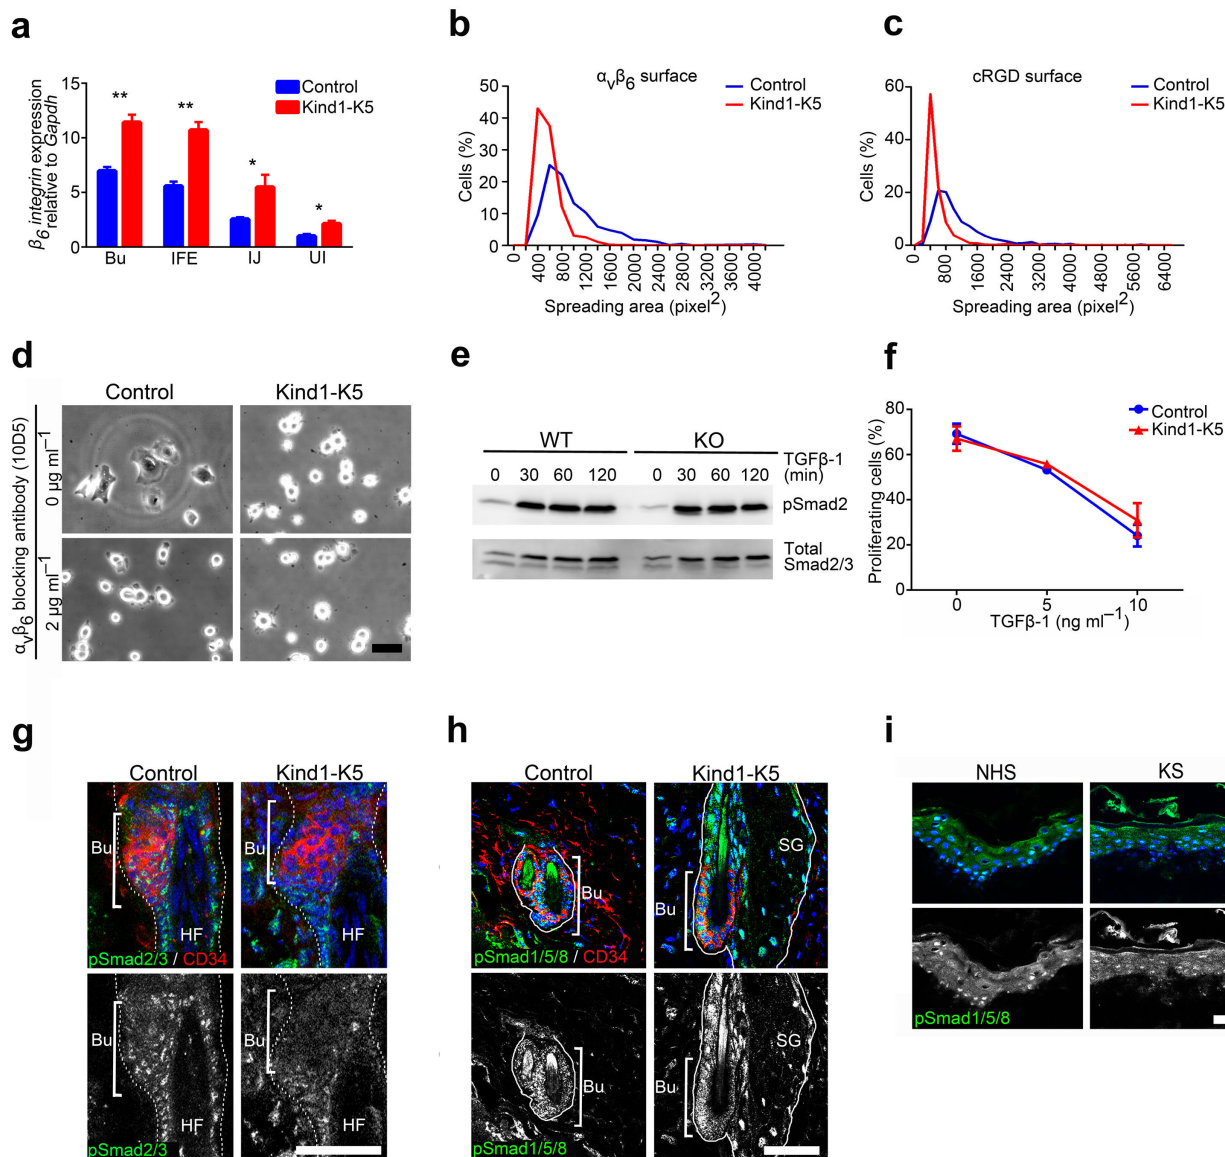 a
β6 integrin expression
relative to Gapdh
15
10
5
0
**
**
*
*
Bu
IFE
IJ
UI
Control
Kind1-K5
b
αvβ6 surface
Control
Kind1-K5
Cells (%)
50
40
30
20
10
0
0
400
800
1200
1600
2000
2400
2800
3200
3600
4000
Spreading area (pixel2)
c
cRGD surface
Control
Kind1-K5
Cells (%)
60
40
20
0
0
800
1600
2400
3200
4000
4800
5600
6400
Spreading area (pixel2)
d
Control
Kind1-K5
αvβ6 blocking antibody (10D5)
0 μg ml−1
2 μg ml−1
e
WT
KO
TGFβ-1
(min)
0 30 60 120 0 30 60 120
pSmad2
Total
Smad2/3
f
Control
Kind1-K5
Proliferating cells (%)
80
60
40
20
0
0
5
10
TGFβ-1 (ng ml−1)
g
Control
Kind1-K5
Bu
HF
pSmad2/3 / CD34
Bu
HF
Bu
HF
pSmad2/3
Bu
HF
h
Control
Kind1-K5
Bu
pSmad1/5/8 / CD34
Bu
SG
Bu
pSmad1/5/8
Bu
SG
i
NHS
KS
pSmad1/5/8